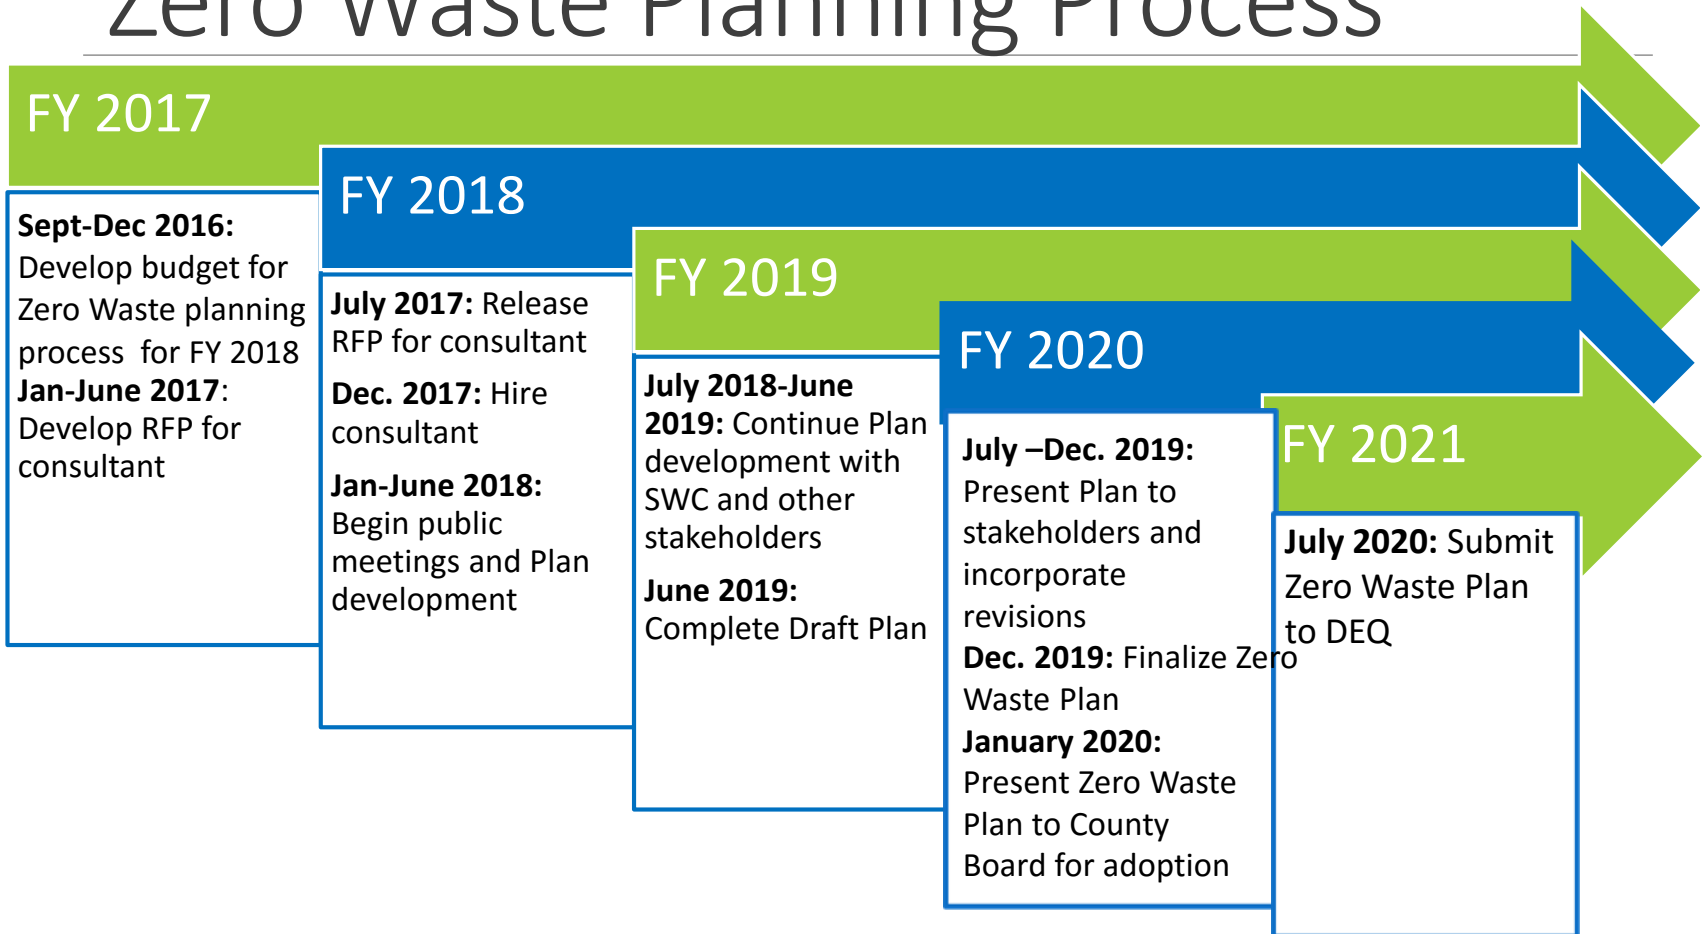 Zero Waste Planning Process
FY 2017
Sept-Dec 2016:
Develop budget for
Zero Waste planning
process  for FY 2018
Jan-June 2017:
Develop RFP for
consultant
FY 2018
July 2017: Release
RFP for consultant
Dec. 2017: Hire
consultant
Jan-June 2018:
Begin public
meetings and Plan
development
FY 2019
July 2018-June
2019: Continue Plan
development with
SWC and other
stakeholders
June 2019:
Complete Draft Plan
FY 2020
July –Dec. 2019:
Present Plan to
stakeholders and
incorporate
revisions
Dec. 2019: Finalize Zero
Waste Plan
January 2020:
Present Zero Waste
Plan to County
Board for adoption
FY 2021
July 2020: Submit
Zero Waste Plan
to DEQ